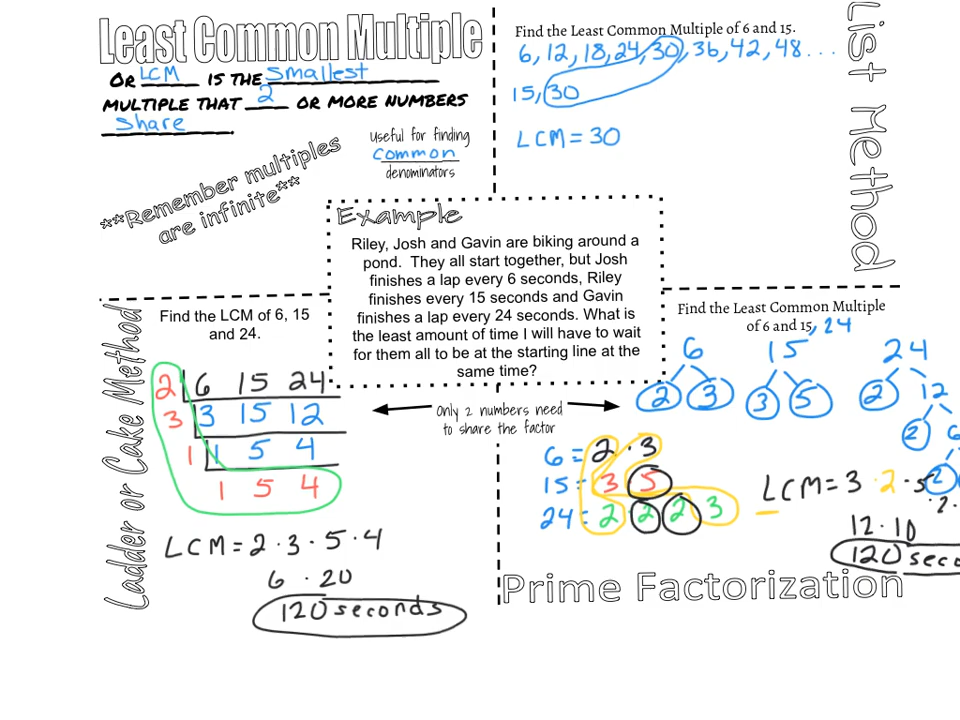 Least Common Multiple
Or LCM is the smallest
multiple that 2 or more numbers
share.
Useful for finding
common
denominators
**Remember multiples
are infinite**
Find the Least Common Multiple of 6 and 15.
6, 12, 18, 24, 30, 36, 42, 48 . . .
15, 30
LCM = 30
List Method
Example
Riley, Josh and Gavin are biking around a
pond. They all start together, but Josh
finishes a lap every 6 seconds, Riley
finishes every 15 seconds and Gavin
finishes a lap every 24 seconds. What is
the least amount of time I will have to wait
for them all to be at the starting line at the
same time?
Ladder or Cake Method
Find the LCM of 6, 15
and 24.
2 6 15 24
3 3 15 12
1 1 5 4
1 5 4
LCM = 2 · 3 · 5 · 4
6 · 20
120 seconds
Only 2 numbers need
to share the factor
Find the Least Common Multiple
of 6 and 15, 24
6 15 24
2 3 3 5 2 12
2 6
2
6 = 2 · 3
15 = 3 5
24 = 2 2 2 3
LCM = 3 · 2 · 5
· 2 ·
12 · 10
120 seco
Prime Factorization